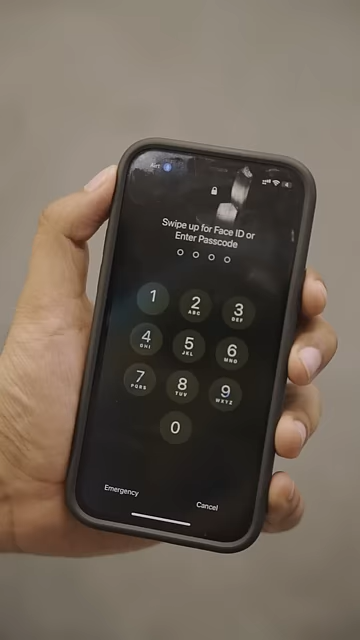 Swipe up for Face ID or
Enter Passcode
1
2
ABC
3
DEF
4
GHI
5
JKL
6
MNO
7
PQRS
8
TUV
9
WXYZ
0
Emergency
Cancel